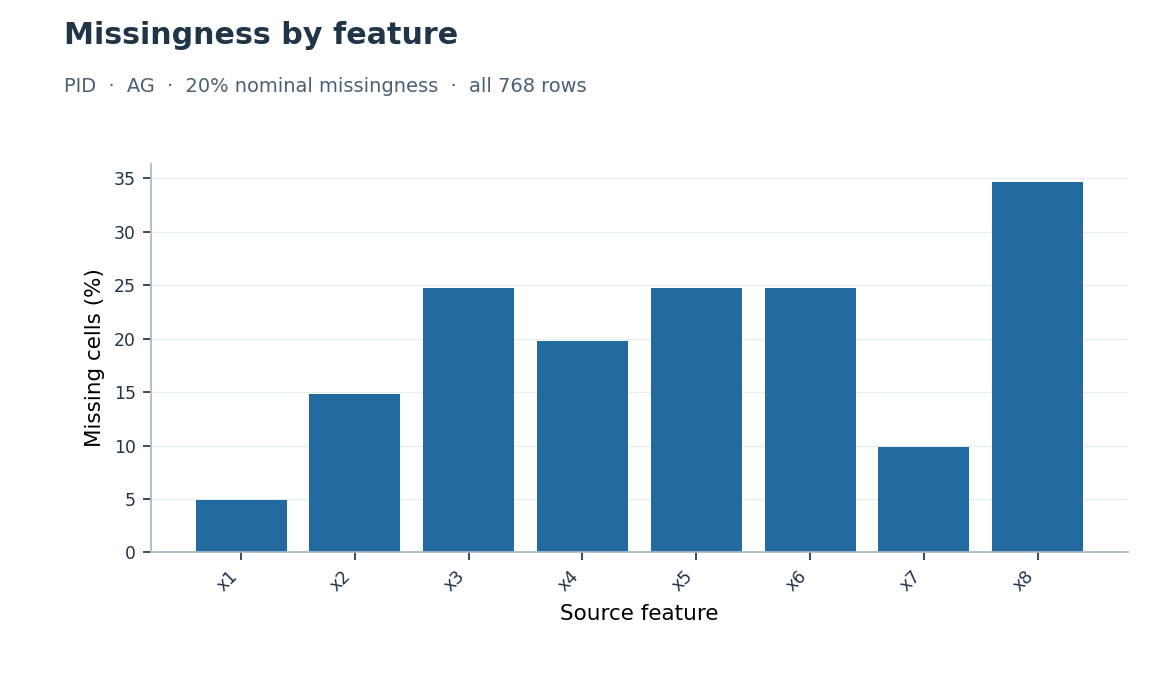 Missingness by feature
PID · AG · 20% nominal missingness · all 768 rows
Missing cells (%)
35
30
25
20
15
10
5
0
x1 x2 x3 x4 x5 x6 x7 x8
Source feature